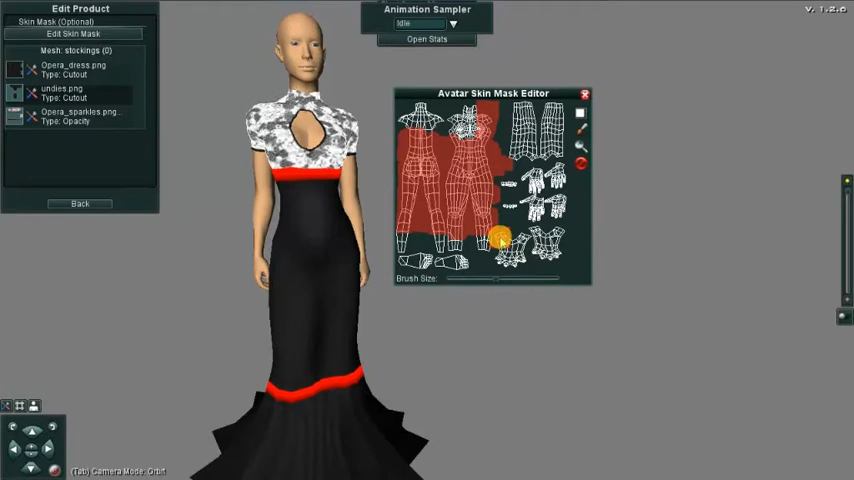 Edit Product
Skin Mask (Optional)
Edit Skin Mask
Mesh: stockings (0)
Opera_dress.png
Type: Cutout
undies.png
Type: Cutout
Opera_sparkles.png...
Type: Opacity
Back
Animation Sampler
Idle
Open Stats
V. 1.2.6
Avatar Skin Mask Editor
Brush Size:
(Tab) Camera Mode: Orbit